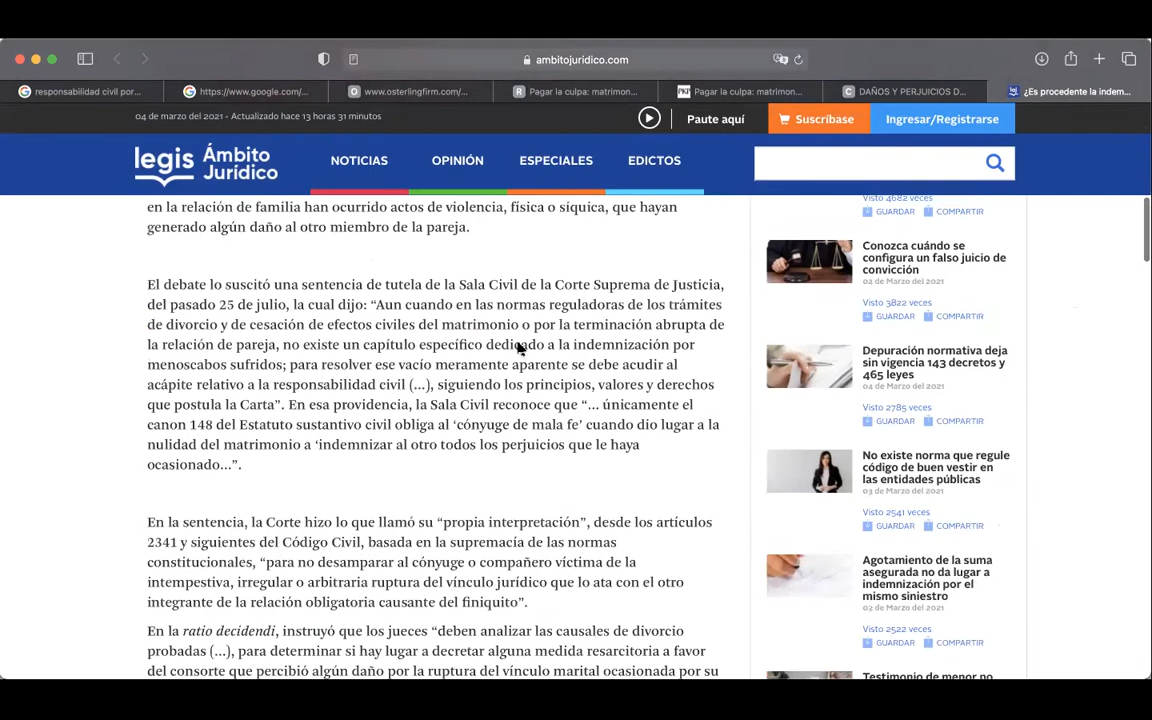 ambitojuridico.com
responsabilidad civil por...
https://www.google.com/...
www.osterlingfirm.com/...
Pagar la culpa: matrimon...
Pagar la culpa: matrimon...
DAÑOS Y PERJUICIOS D...
¿Es procedente la indem...
04 de marzo del 2021 - Actualizado hace 13 horas 31 minutos
Paute aquí
Suscríbase
Ingresar/Registrarse
legis Ámbito
Jurídico
NOTICIAS
OPINIÓN
ESPECIALES
EDICTOS
en la relación de familia han ocurrido actos de violencia, física o síquica, que hayan
generado algún daño al otro miembro de la pareja.
El debate lo suscitó una sentencia de tutela de la Sala Civil de la Corte Suprema de Justicia,
del pasado 25 de julio, la cual dijo: “Aun cuando en las normas reguladoras de los trámites
de divorcio y de cesación de efectos civiles del matrimonio o por la terminación abrupta de
la relación de pareja, no existe un capítulo específico dedicado a la indemnización por
menoscabos sufridos; para resolver ese vacío meramente aparente se debe acudir al
acápite relativo a la responsabilidad civil (...), siguiendo los principios, valores y derechos
que postula la Carta”. En esa providencia, la Sala Civil reconoce que “... únicamente el
canon 148 del Estatuto sustantivo civil obliga al ‘cónyuge de mala fe’ cuando dio lugar a la
nulidad del matrimonio a ‘indemnizar al otro todos los perjuicios que le haya
ocasionado...”.
En la sentencia, la Corte hizo lo que llamó su “propia interpretación”, desde los artículos
2341 y siguientes del Código Civil, basada en la supremacía de las normas
constitucionales, “para no desamparar al cónyuge o compañero víctima de la
intempestiva, irregular o arbitraria ruptura del vínculo jurídico que lo ata con el otro
integrante de la relación obligatoria causante del finiquito”.
En la ratio decidendi, instruyó que los jueces “deben analizar las causales de divorcio
probadas (...), para determinar si hay lugar a decretar alguna medida resarcitoria a favor
del consorte que percibió algún daño por la ruptura del vínculo marital ocasionada por su
Visto 4682 veces
GUARDAR COMPARTIR
Conozca cuándo se
configura un falso juicio de
convicción
04 de Marzo del 2021
Visto 3822 veces
GUARDAR COMPARTIR
Depuración normativa deja
sin vigencia 143 decretos y
465 leyes
04 de Marzo del 2021
Visto 2785 veces
GUARDAR COMPARTIR
No existe norma que regule
código de buen vestir en
las entidades públicas
03 de Marzo del 2021
Visto 2541 veces
GUARDAR COMPARTIR
Agotamiento de la suma
asegurada no da lugar a
indemnización por el
mismo siniestro
02 de Marzo del 2021
Visto 2522 veces
GUARDAR COMPARTIR
Testimonio de menor no